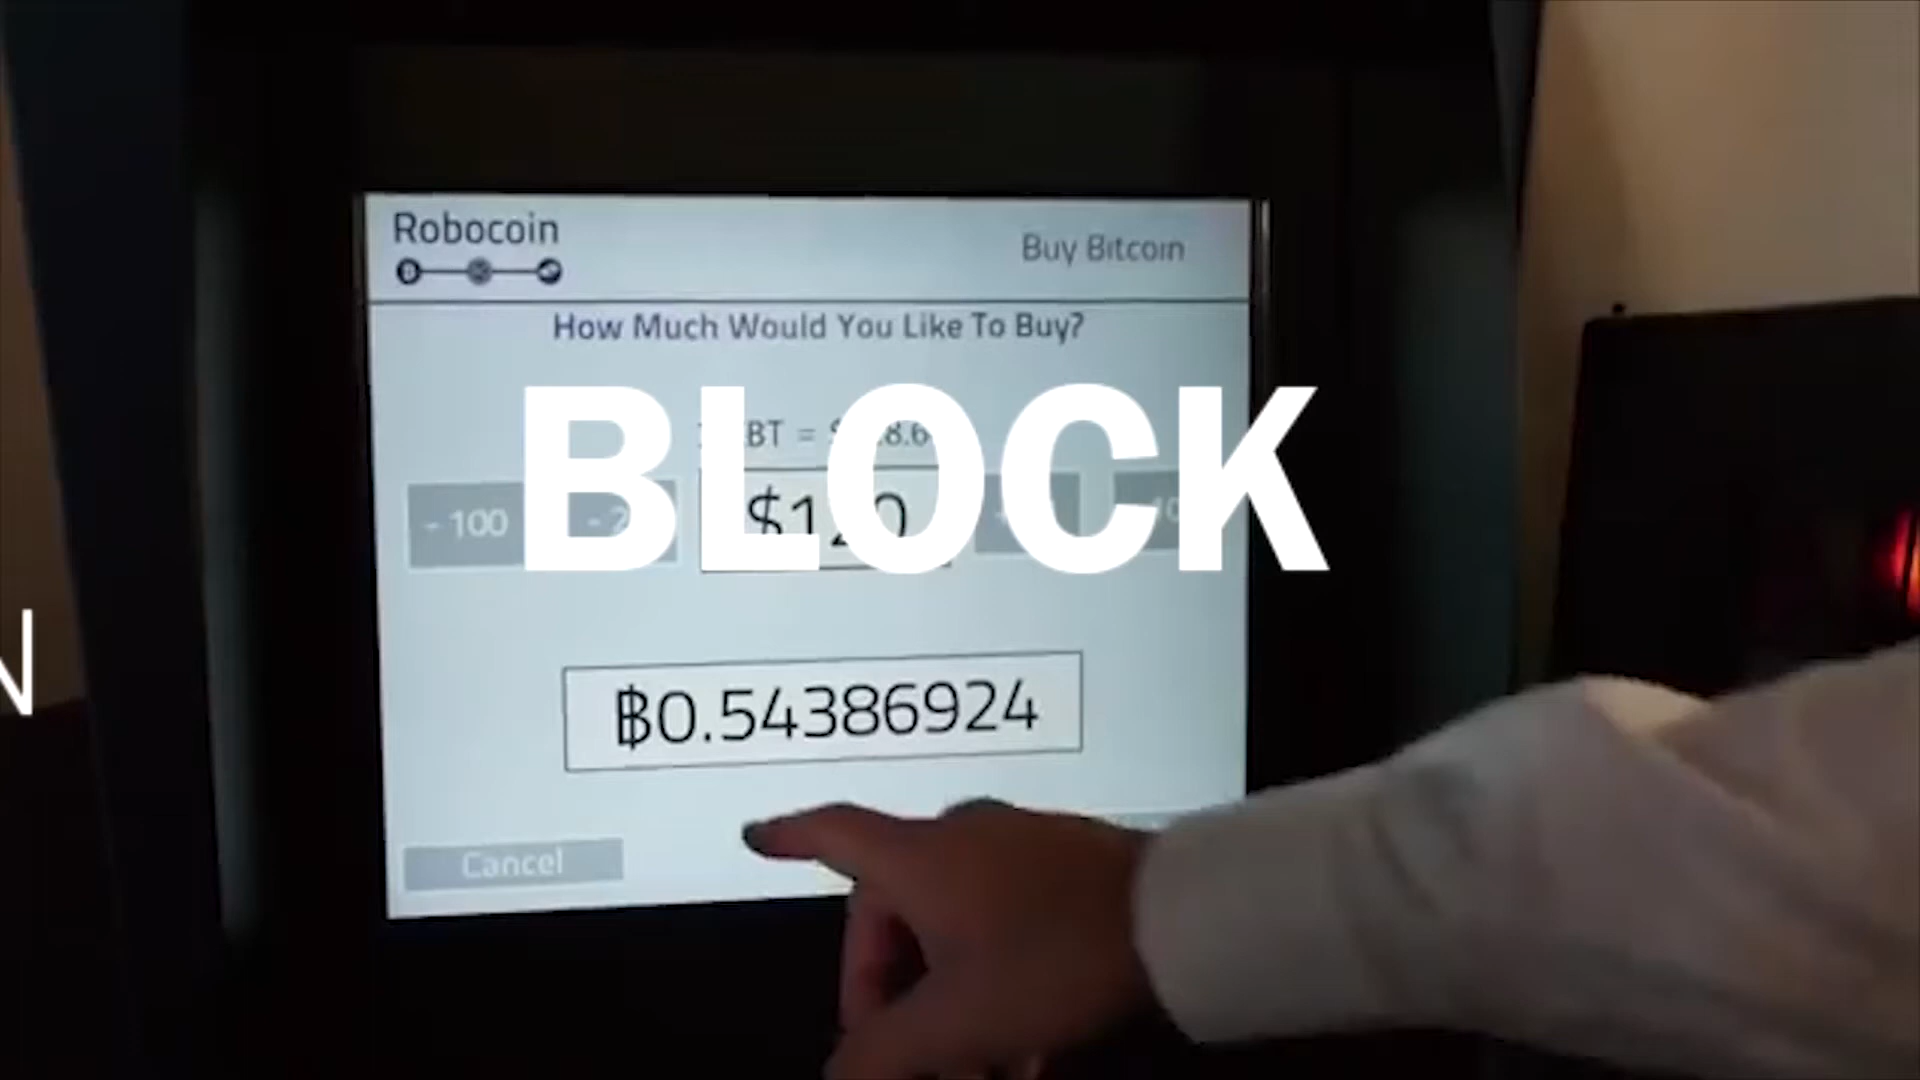 Robocoin
Buy Bitcoin
How Much Would You Like To Buy?
BLOCK
- 100
฿0.54386924
N
Cancel